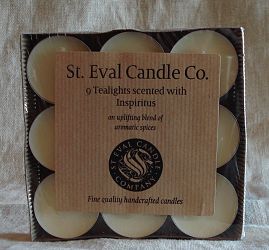 St. Eval Candle Co.
9 Tealights scented with
Inspiritus
an uplifting blend of
aromatic spices
ST. EVAL CANDLE
COMPANY
Fine quality handcrafted candles